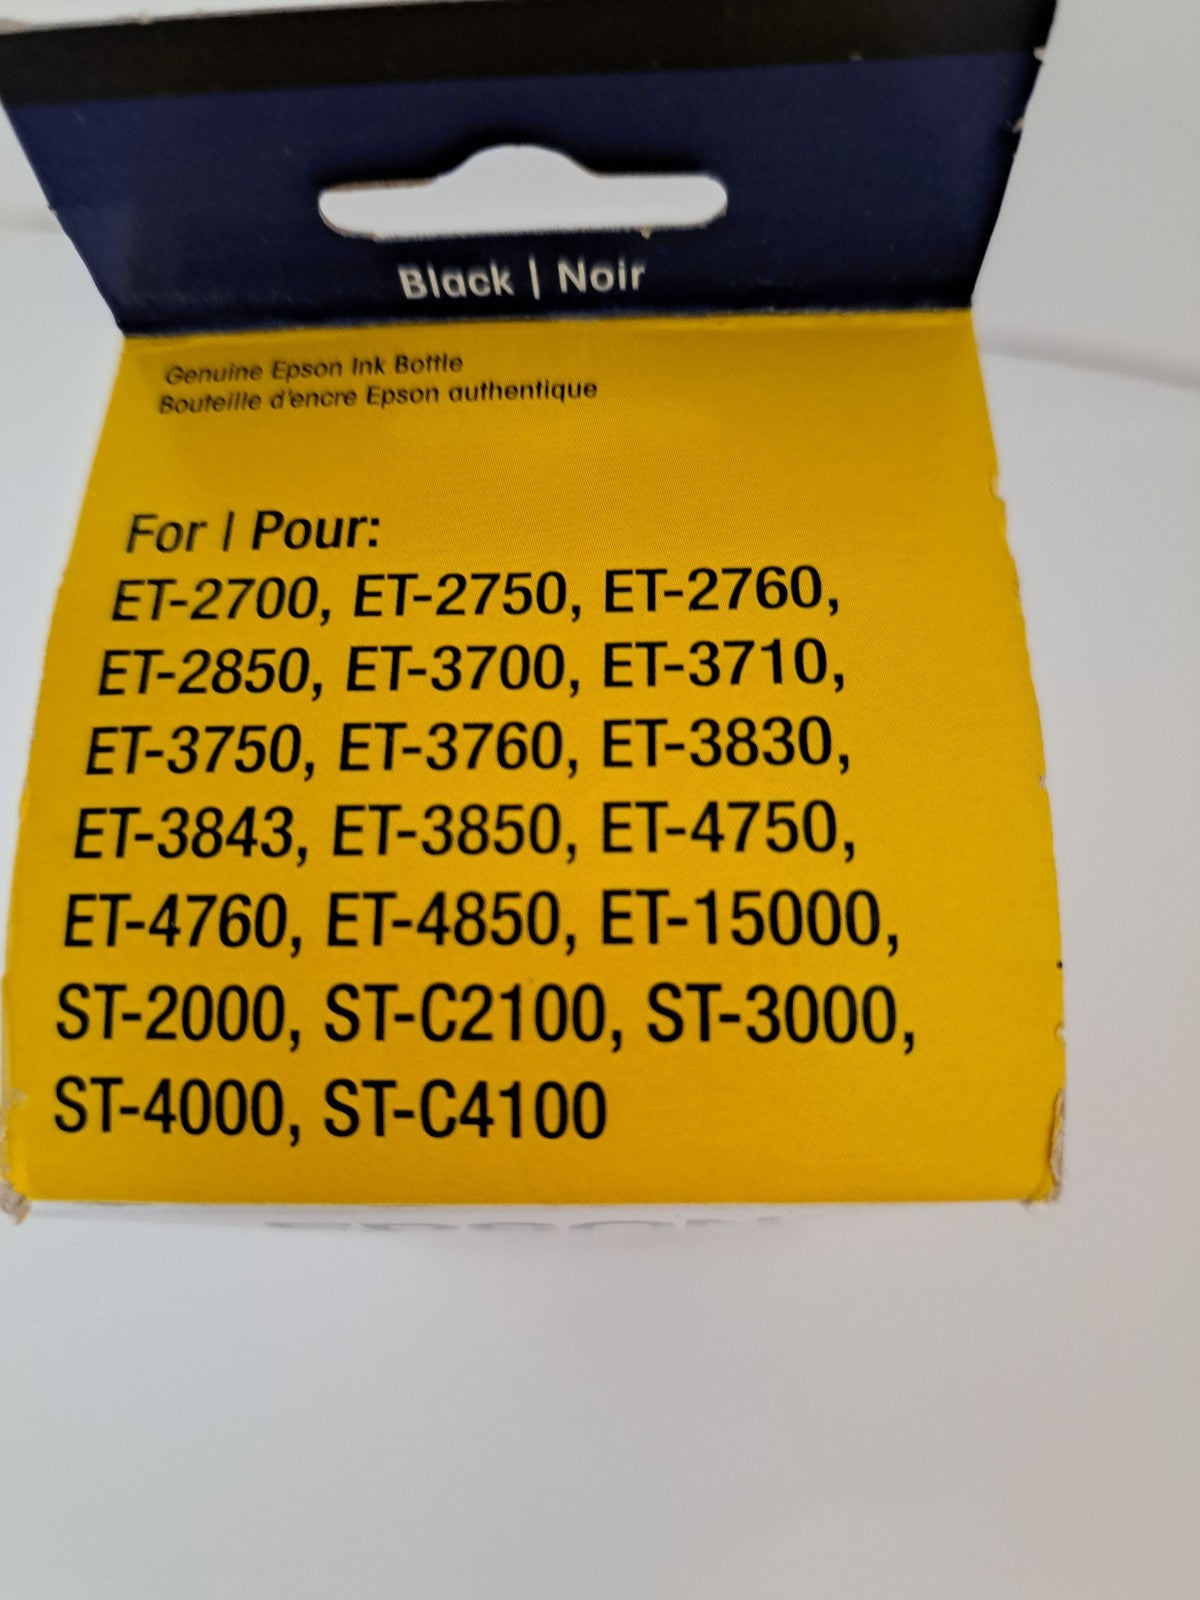 Black | Noir
Genuine Epson Ink Bottle
Bouteille d'encre Epson authentique
For / Pour:
ET-2700, ET-2750, ET-2760,
ET-2850, ET-3700, ET-3710,
ET-3750, ET-3760, ET-3830,
ET-3843, ET-3850, ET-4750,
ET-4760, ET-4850, ET-15000,
ST-2000, ST-C2100, ST-3000,
ST-4000, ST-C4100